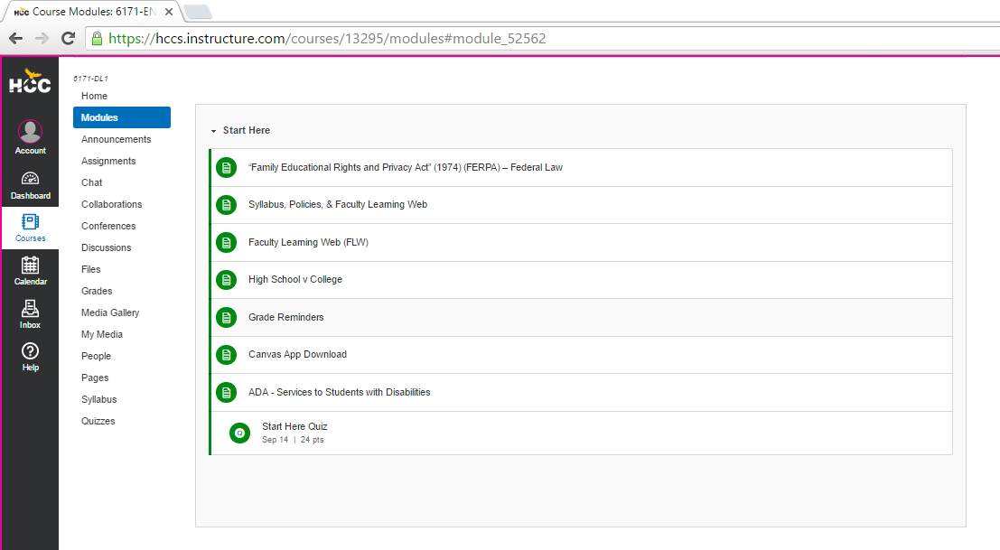 HCC Course Modules: 6171-EN
https://hccs.instructure.com/courses/13295/modules#module_52562
HCC
Account
Dashboard
Courses
Calendar
Inbox
Help
6171-DL1
Home
Modules
Announcements
Assignments
Chat
Collaborations
Conferences
Discussions
Files
Grades
Media Gallery
My Media
People
Pages
Syllabus
Quizzes
Start Here
“Family Educational Rights and Privacy Act” (1974) (FERPA) – Federal Law
Syllabus, Policies, & Faculty Learning Web
Faculty Learning Web (FLW)
High School v College
Grade Reminders
Canvas App Download
ADA - Services to Students with Disabilities
Start Here Quiz
Sep 14 | 24 pts